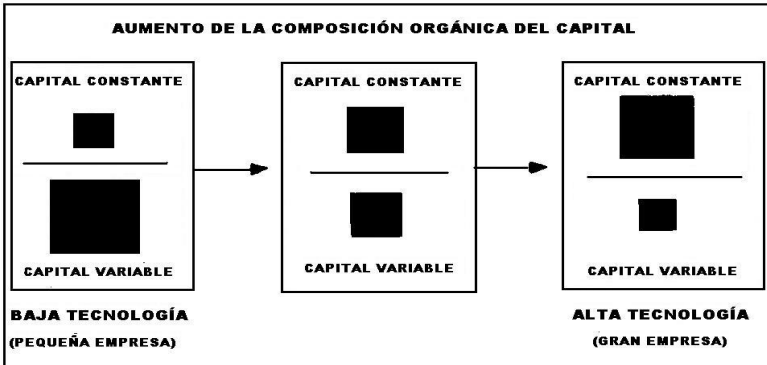 AUMENTO DE LA COMPOSICIÓN ORGÁNICA DEL CAPITAL
CAPITAL CONSTANTE
CAPITAL VARIABLE
BAJA TECNOLOGÍA
(PEQUEÑA EMPRESA)
CAPITAL CONSTANTE
CAPITAL VARIABLE
CAPITAL CONSTANTE
CAPITAL VARIABLE
ALTA TECNOLOGÍA
(GRAN EMPRESA)